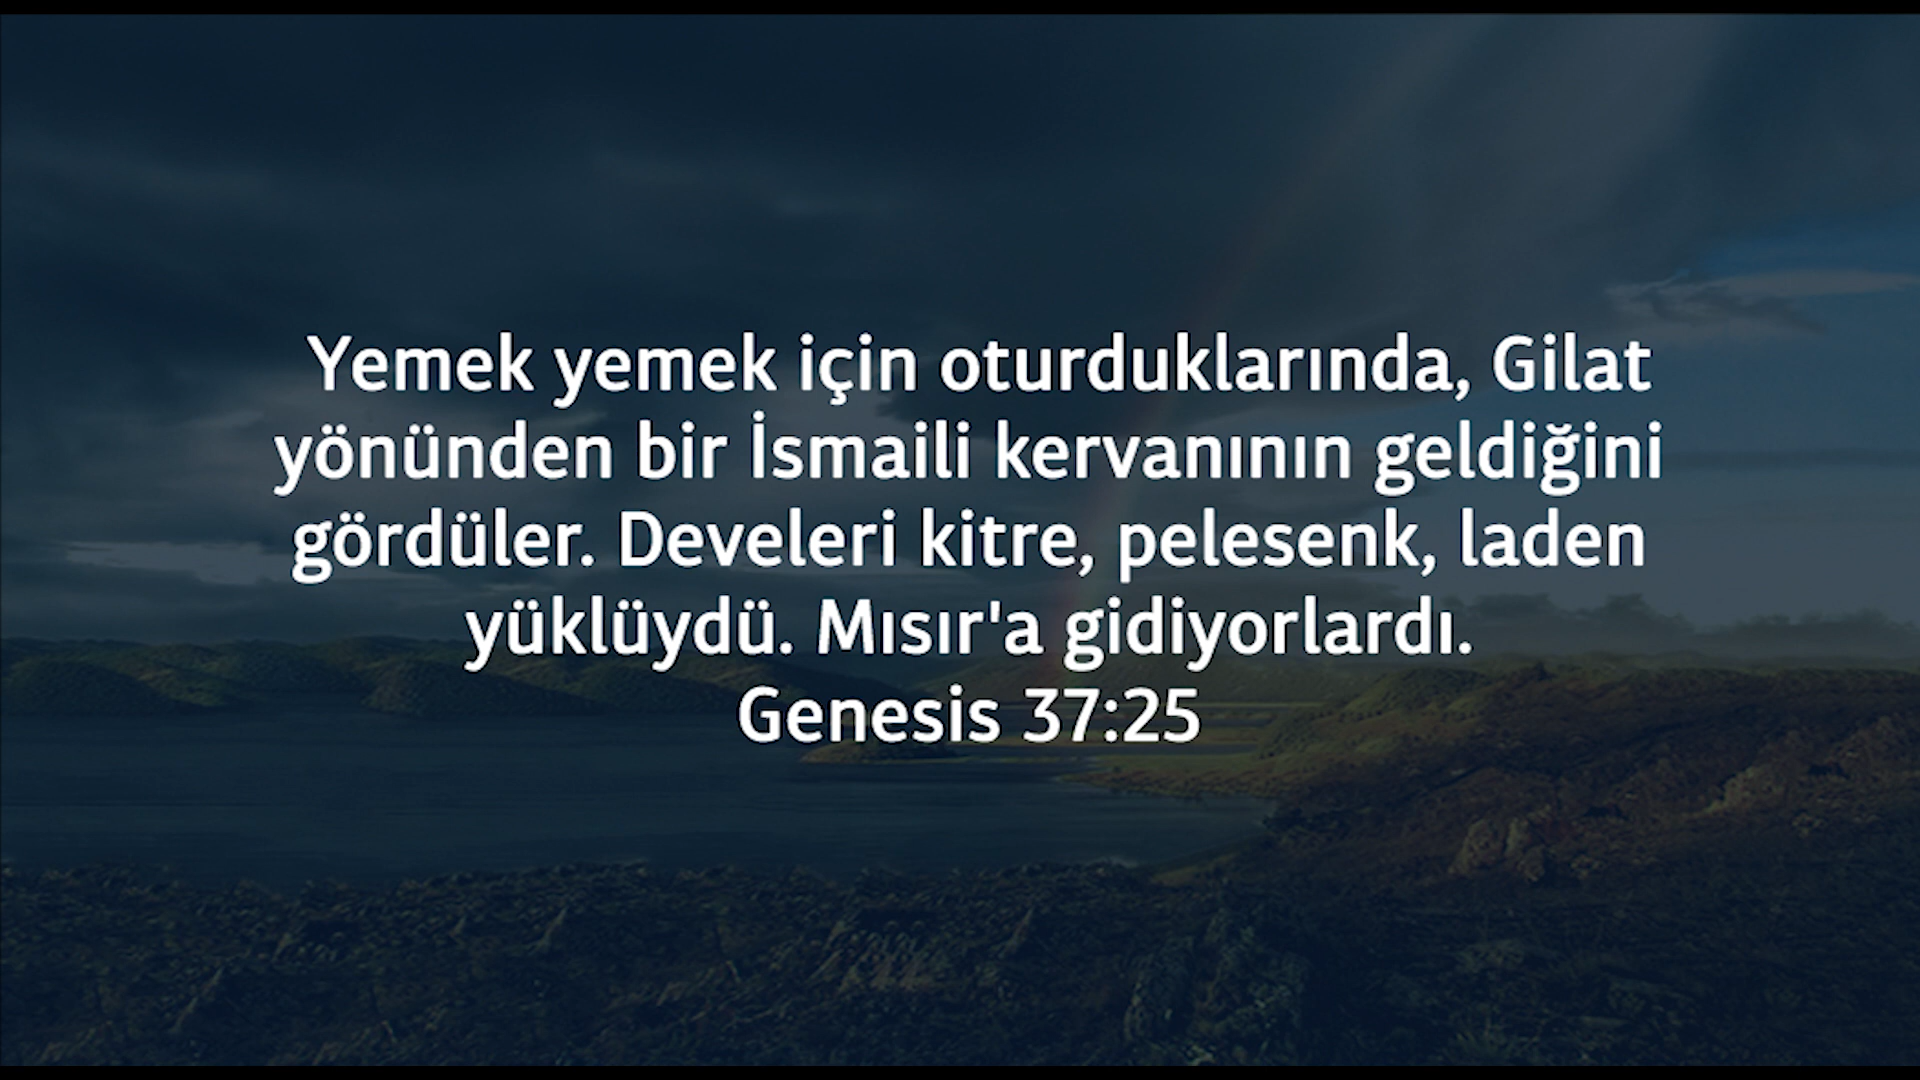 Yemek yemek için oturduklarında, Gilat
yönünden bir İsmaili kervanının geldiğini
gördüler. Develeri kitre, pelesenk, laden
yüklüydü. Mısır'a gidiyorlardı.
Genesis 37:25